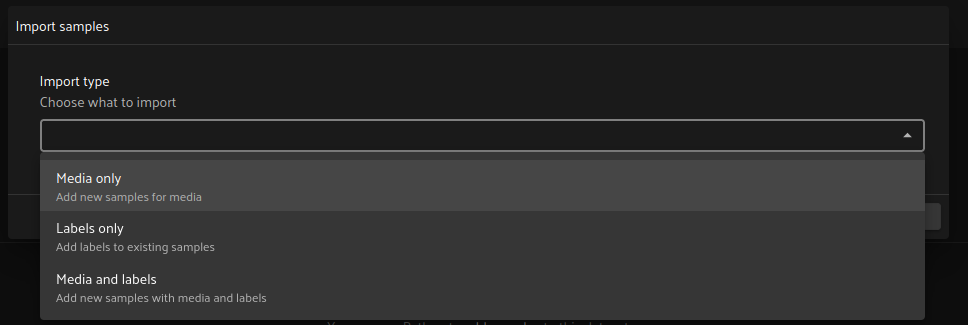 Import samples
Import type
Choose what to import
Media only
Add new samples for media
Labels only
Add labels to existing samples
Media and labels
Add new samples with media and labels